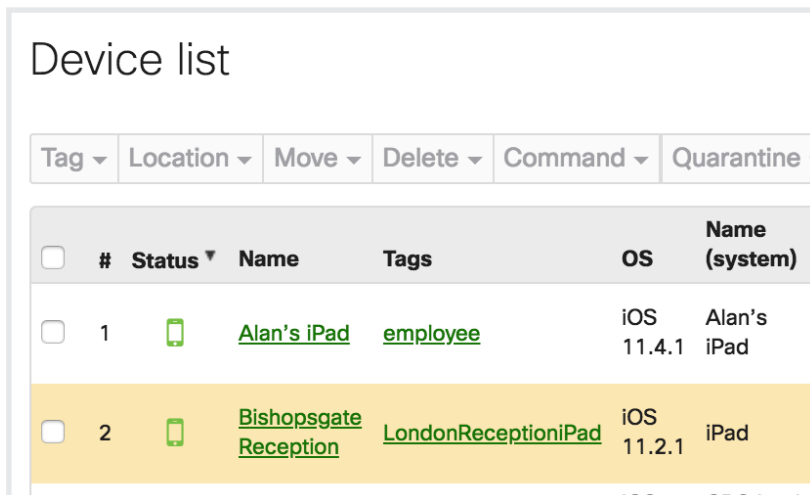 Device list
Tag Location Move Delete Command Quarantine
# Status Name Tags OS Name (system)
1 Alan's iPad employee iOS 11.4.1 Alan's iPad
2 Bishopsgate Reception LondonReceptioniPad iOS 11.2.1 iPad